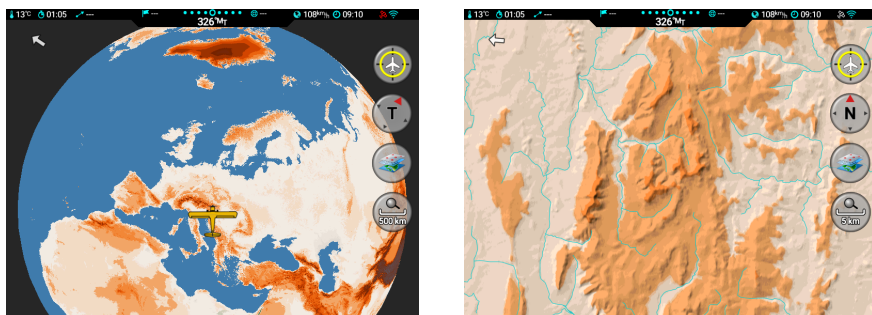 13°C 01:05 --- --- --- 108km/h 09:10
326°MT
T
500 km
13°C 01:05 --- --- --- 108km/h 09:10
326°MT
N
5 km